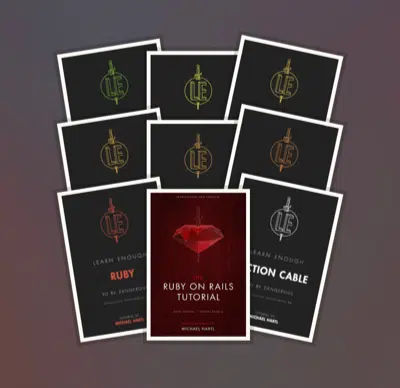 LE
LE
LE
LE
LE
LE
LE
LEARN ENOUGH
RUBY
TO BE DANGEROUS
MICHAEL HARTL
RUBY ON RAILS
TUTORIAL
MICHAEL HARTL
LE
LEARN ENOUGH
CTION CABLE
TO BE DANGEROUS
MICHAEL HARTL